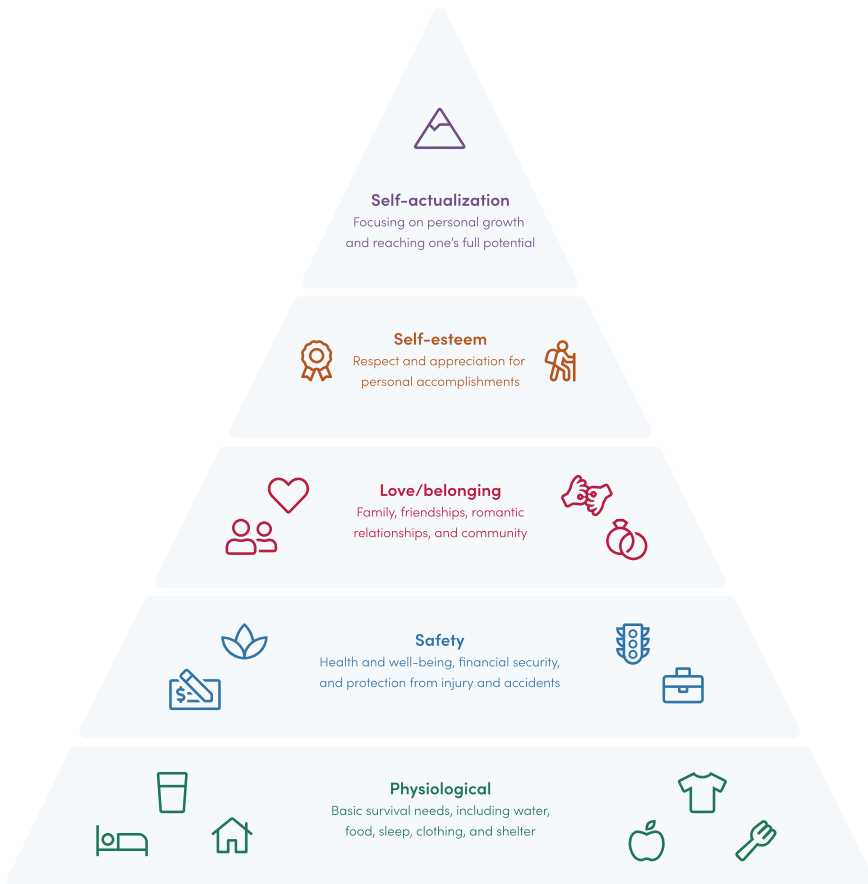 Self-actualization
Focusing on personal growth
and reaching one's full potential
Self-esteem
Respect and appreciation for
personal accomplishments
Love/belonging
Family, friendships, romantic
relationships, and community
Safety
Health and well-being, financial security,
and protection from injury and accidents
$
Physiological
Basic survival needs, including water,
food, sleep, clothing, and shelter